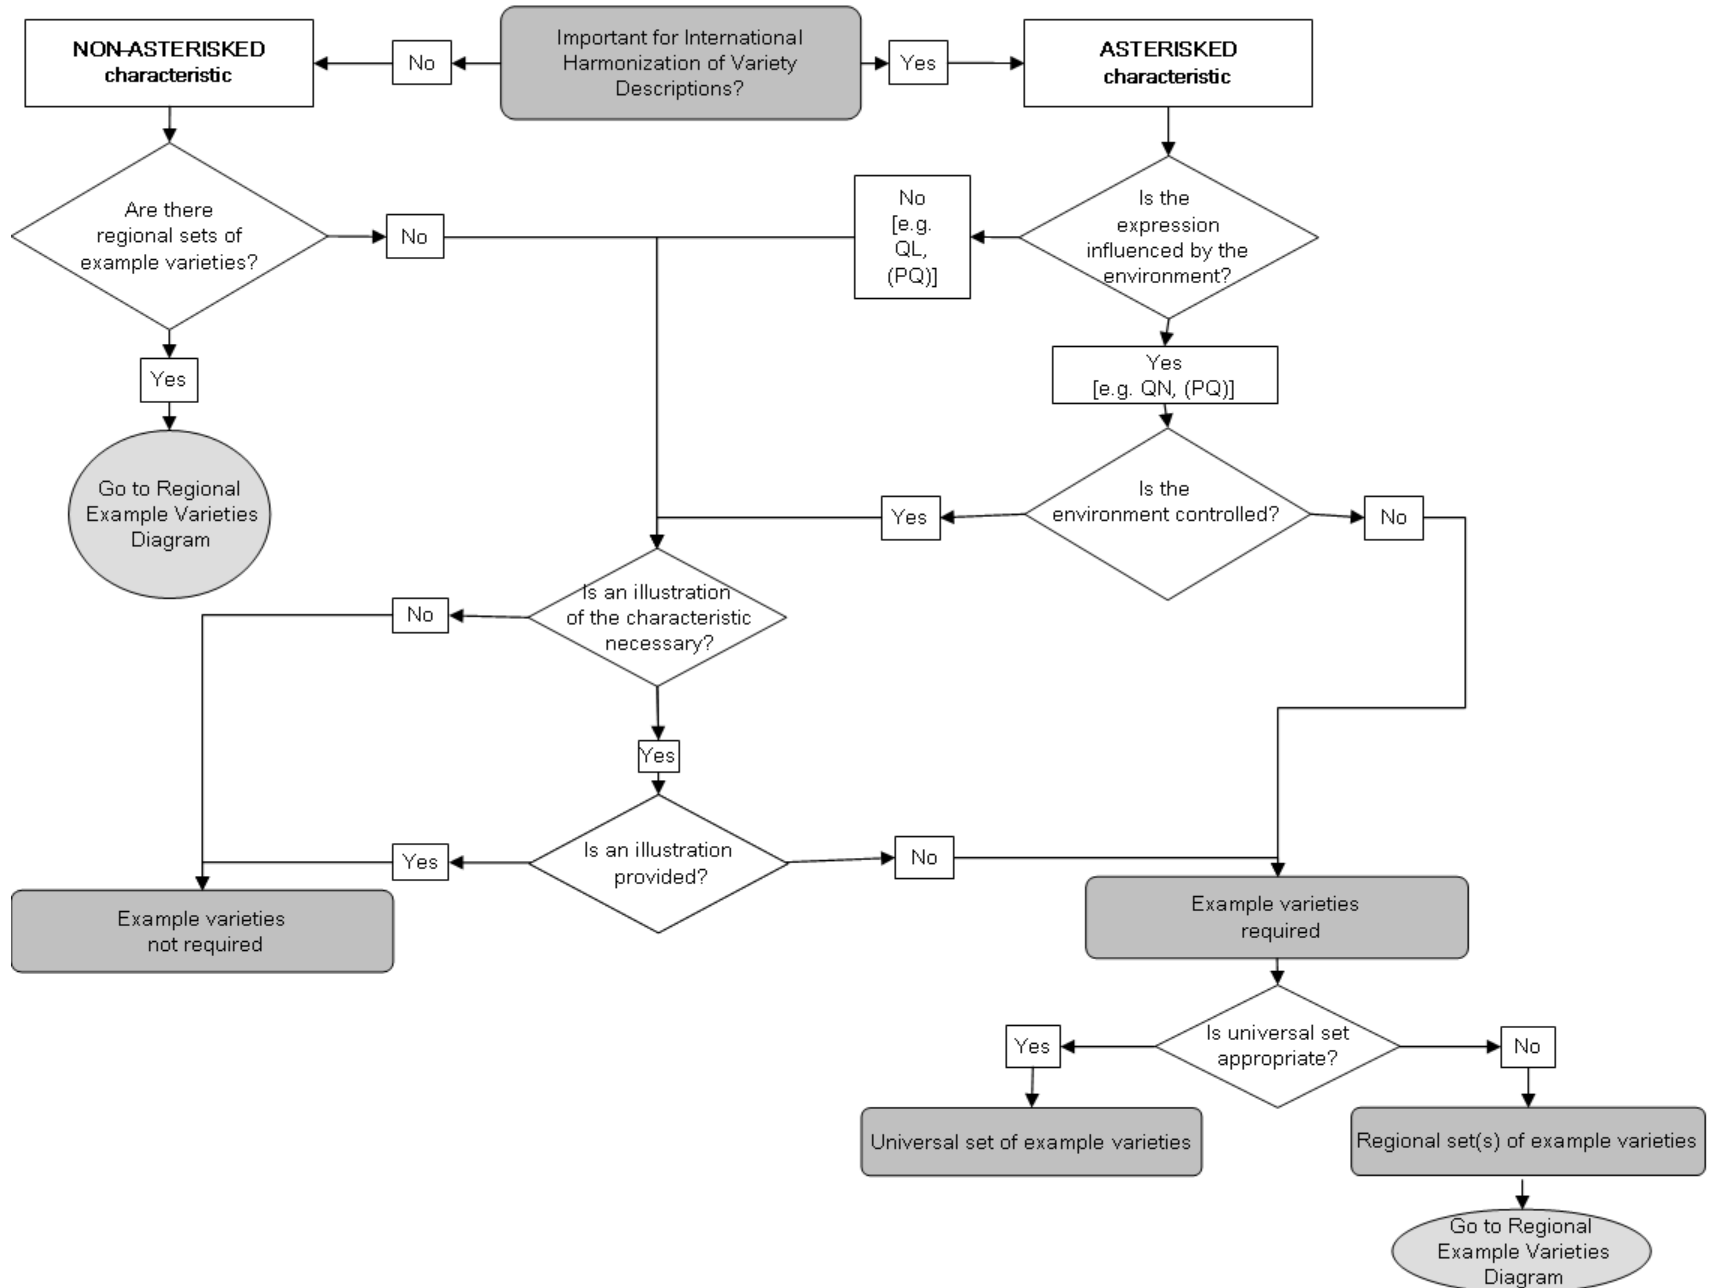 NON-ASTERISKED
characteristic
No
Important for International
Harmonization of Variety
Descriptions?
Yes
ASTERISKED
characteristic
Are there
regional sets of
example varieties?
No
No
[e.g.
QL,
(PQ)]
Is the
expression
influenced by the
environment?
Yes
Yes
[e.g. QN, (PQ)]
Go to Regional
Example Varieties
Diagram
Yes
Is the
environment controlled?
No
No
Is an illustration
of the characteristic
necessary?
Yes
Yes
Is an illustration
provided?
No
Example varieties
not required
Example varieties
required
Yes
Is universal set
appropriate?
No
Universal set of example varieties
Regional set(s) of example varieties
Go to Regional
Example Varieties
Diagram